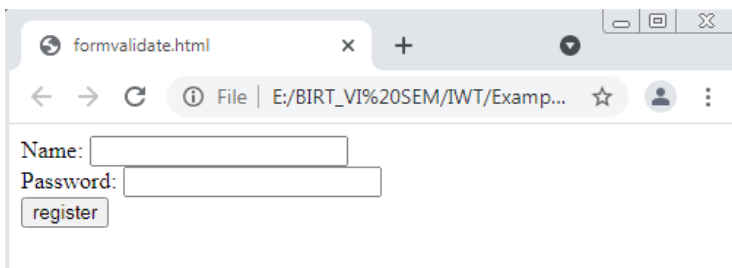 formvalidate.html
File | E:/BIRT_VI%20SEM/IWT/Examp...
Name:
Password:
register